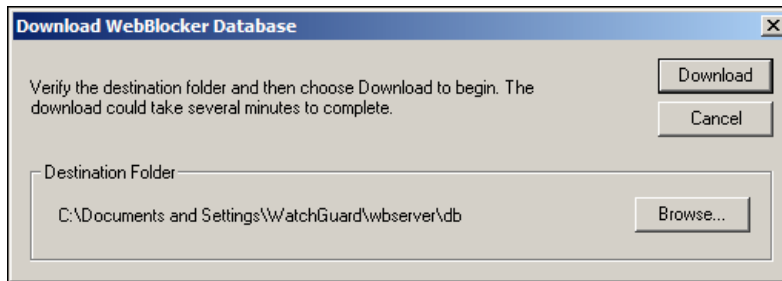 Download WebBlocker Database
Verify the destination folder and then choose Download to begin. The
download could take several minutes to complete.
Download
Cancel
Destination Folder
C:\Documents and Settings\WatchGuard\wbserver\db
Browse...